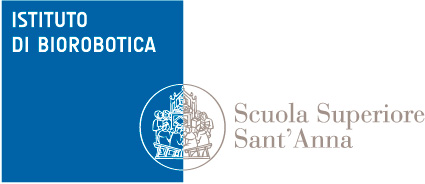 ISTITUTO
DI BIOROBOTICA
Scuola Superiore
Sant'Anna